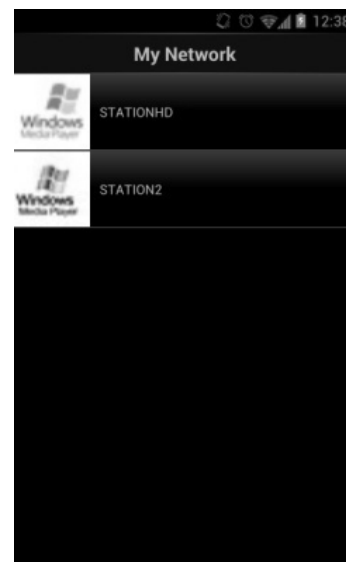 12:38
My Network
Windows
Media Player
STATIONHD
Windows
Media Player
STATION2